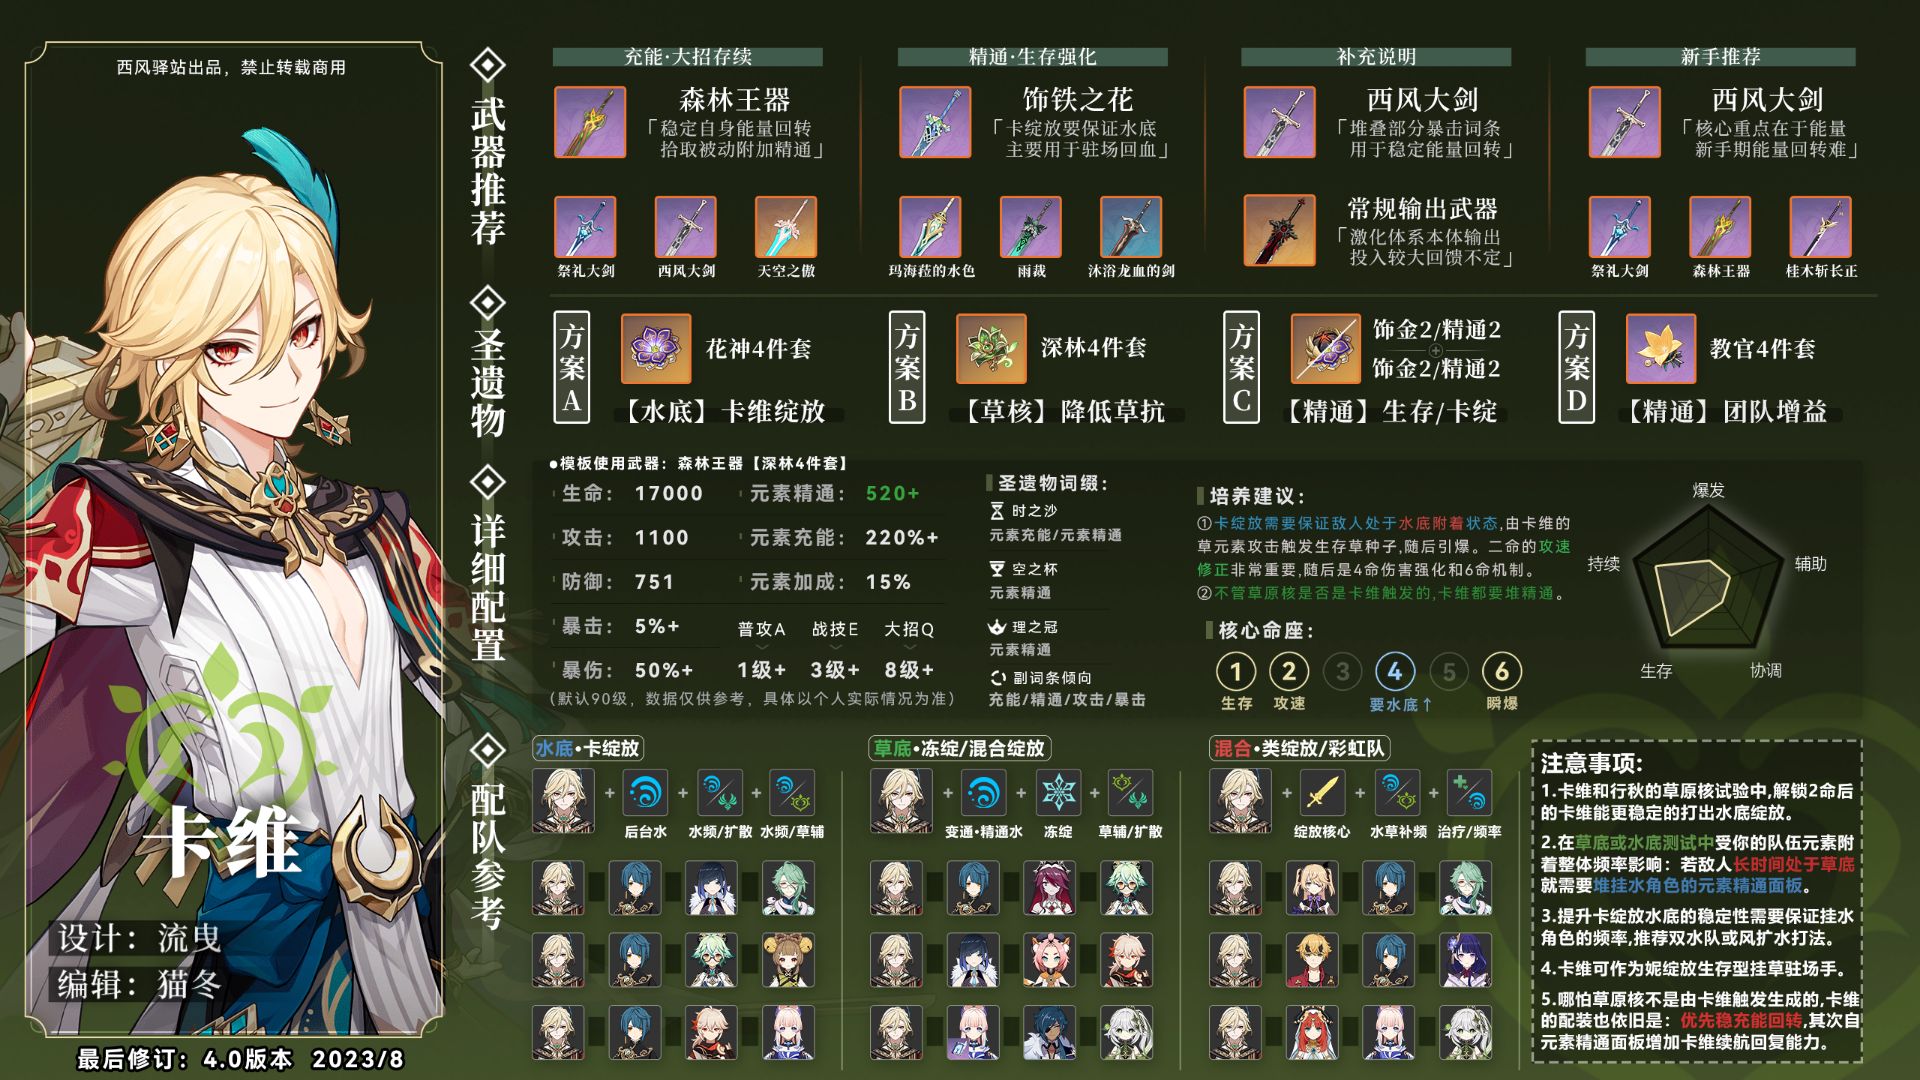 西风驿站出品，禁止转载商用
卡维
设计：流曳
编辑：猫冬
最后修订：4.0版本 2023/8
武器推荐
充能·大招存续
森林王器
「稳定自身能量回转
拾取被动附加精通」
祭礼大剑 西风大剑 天空之傲
精通·生存强化
饰铁之花
「卡绽放要保证水底
主要用于驻场回血」
玛海菈的水色 雨裁 沐浴龙血的剑
补充说明
西风大剑
「堆叠部分暴击词条
用于稳定能量回转」
常规输出武器
「激化体系本体输出
投入较大回馈不定」
新手推荐
西风大剑
「核心重点在于能量
新手期能量回转难」
祭礼大剑 森林王器 桂木斩长正
圣遗物
方案A
花神4件套
【水底】卡维绽放
方案B
深林4件套
【草核】降低草抗
方案C
饰金2/精通2
饰金2/精通2
【精通】生存/卡绽
方案D
教官4件套
【精通】团队增益
详细配置
●模板使用武器：森林王器【深林4件套】
生命：17000 元素精通：520+
攻击：1100 元素充能：220%+
防御：751 元素加成：15%
暴击：5%+ 普攻A 战技E 大招Q
暴伤：50%+ 1级+ 3级+ 8级+
(默认90级，数据仅供参考，具体以个人实际情况为准)
圣遗物词缀：
时之沙
元素充能/元素精通
空之杯
元素精通
理之冠
元素精通
副词条倾向
充能/精通/攻击/暴击
培养建议：
①卡绽放需要保证敌人处于水底附着状态,由卡维的
草元素攻击触发生存草种子,随后引爆。二命的攻速
修正非常重要,随后是4命伤害强化和6命机制。
②不管草原核是否是卡维触发的,卡维都要堆精通。
核心命座：
1 2 3 4 5 6
生存 攻速 要水底↑ 瞬爆
爆发
持续 辅助
生存 协调
配队参考
水底·卡绽放
后台水 水频/扩散 水频/草辅
草底·冻绽/混合绽放
变通·精通水 冻绽 草辅/扩散
混合·类绽放/彩虹队
绽放核心 水草补频 治疗/频率
注意事项:
1.卡维和行秋的草原核试验中,解锁2命后
的卡维能更稳定的打出水底绽放。
2.在草底或水底测试中受你的队伍元素附
着整体频率影响：若敌人长时间处于草底
就需要堆挂水角色的元素精通面板。
3.提升卡绽放水底的稳定性需要保证挂水
角色的频率,推荐双水队或风扩水打法。
4.卡维可作为妮绽放生存型挂草驻场手。
5.哪怕草原核不是由卡维触发生成的,卡维
的配装也依旧是：优先稳充能回转,其次自
元素精通面板增加卡维续航回复能力。